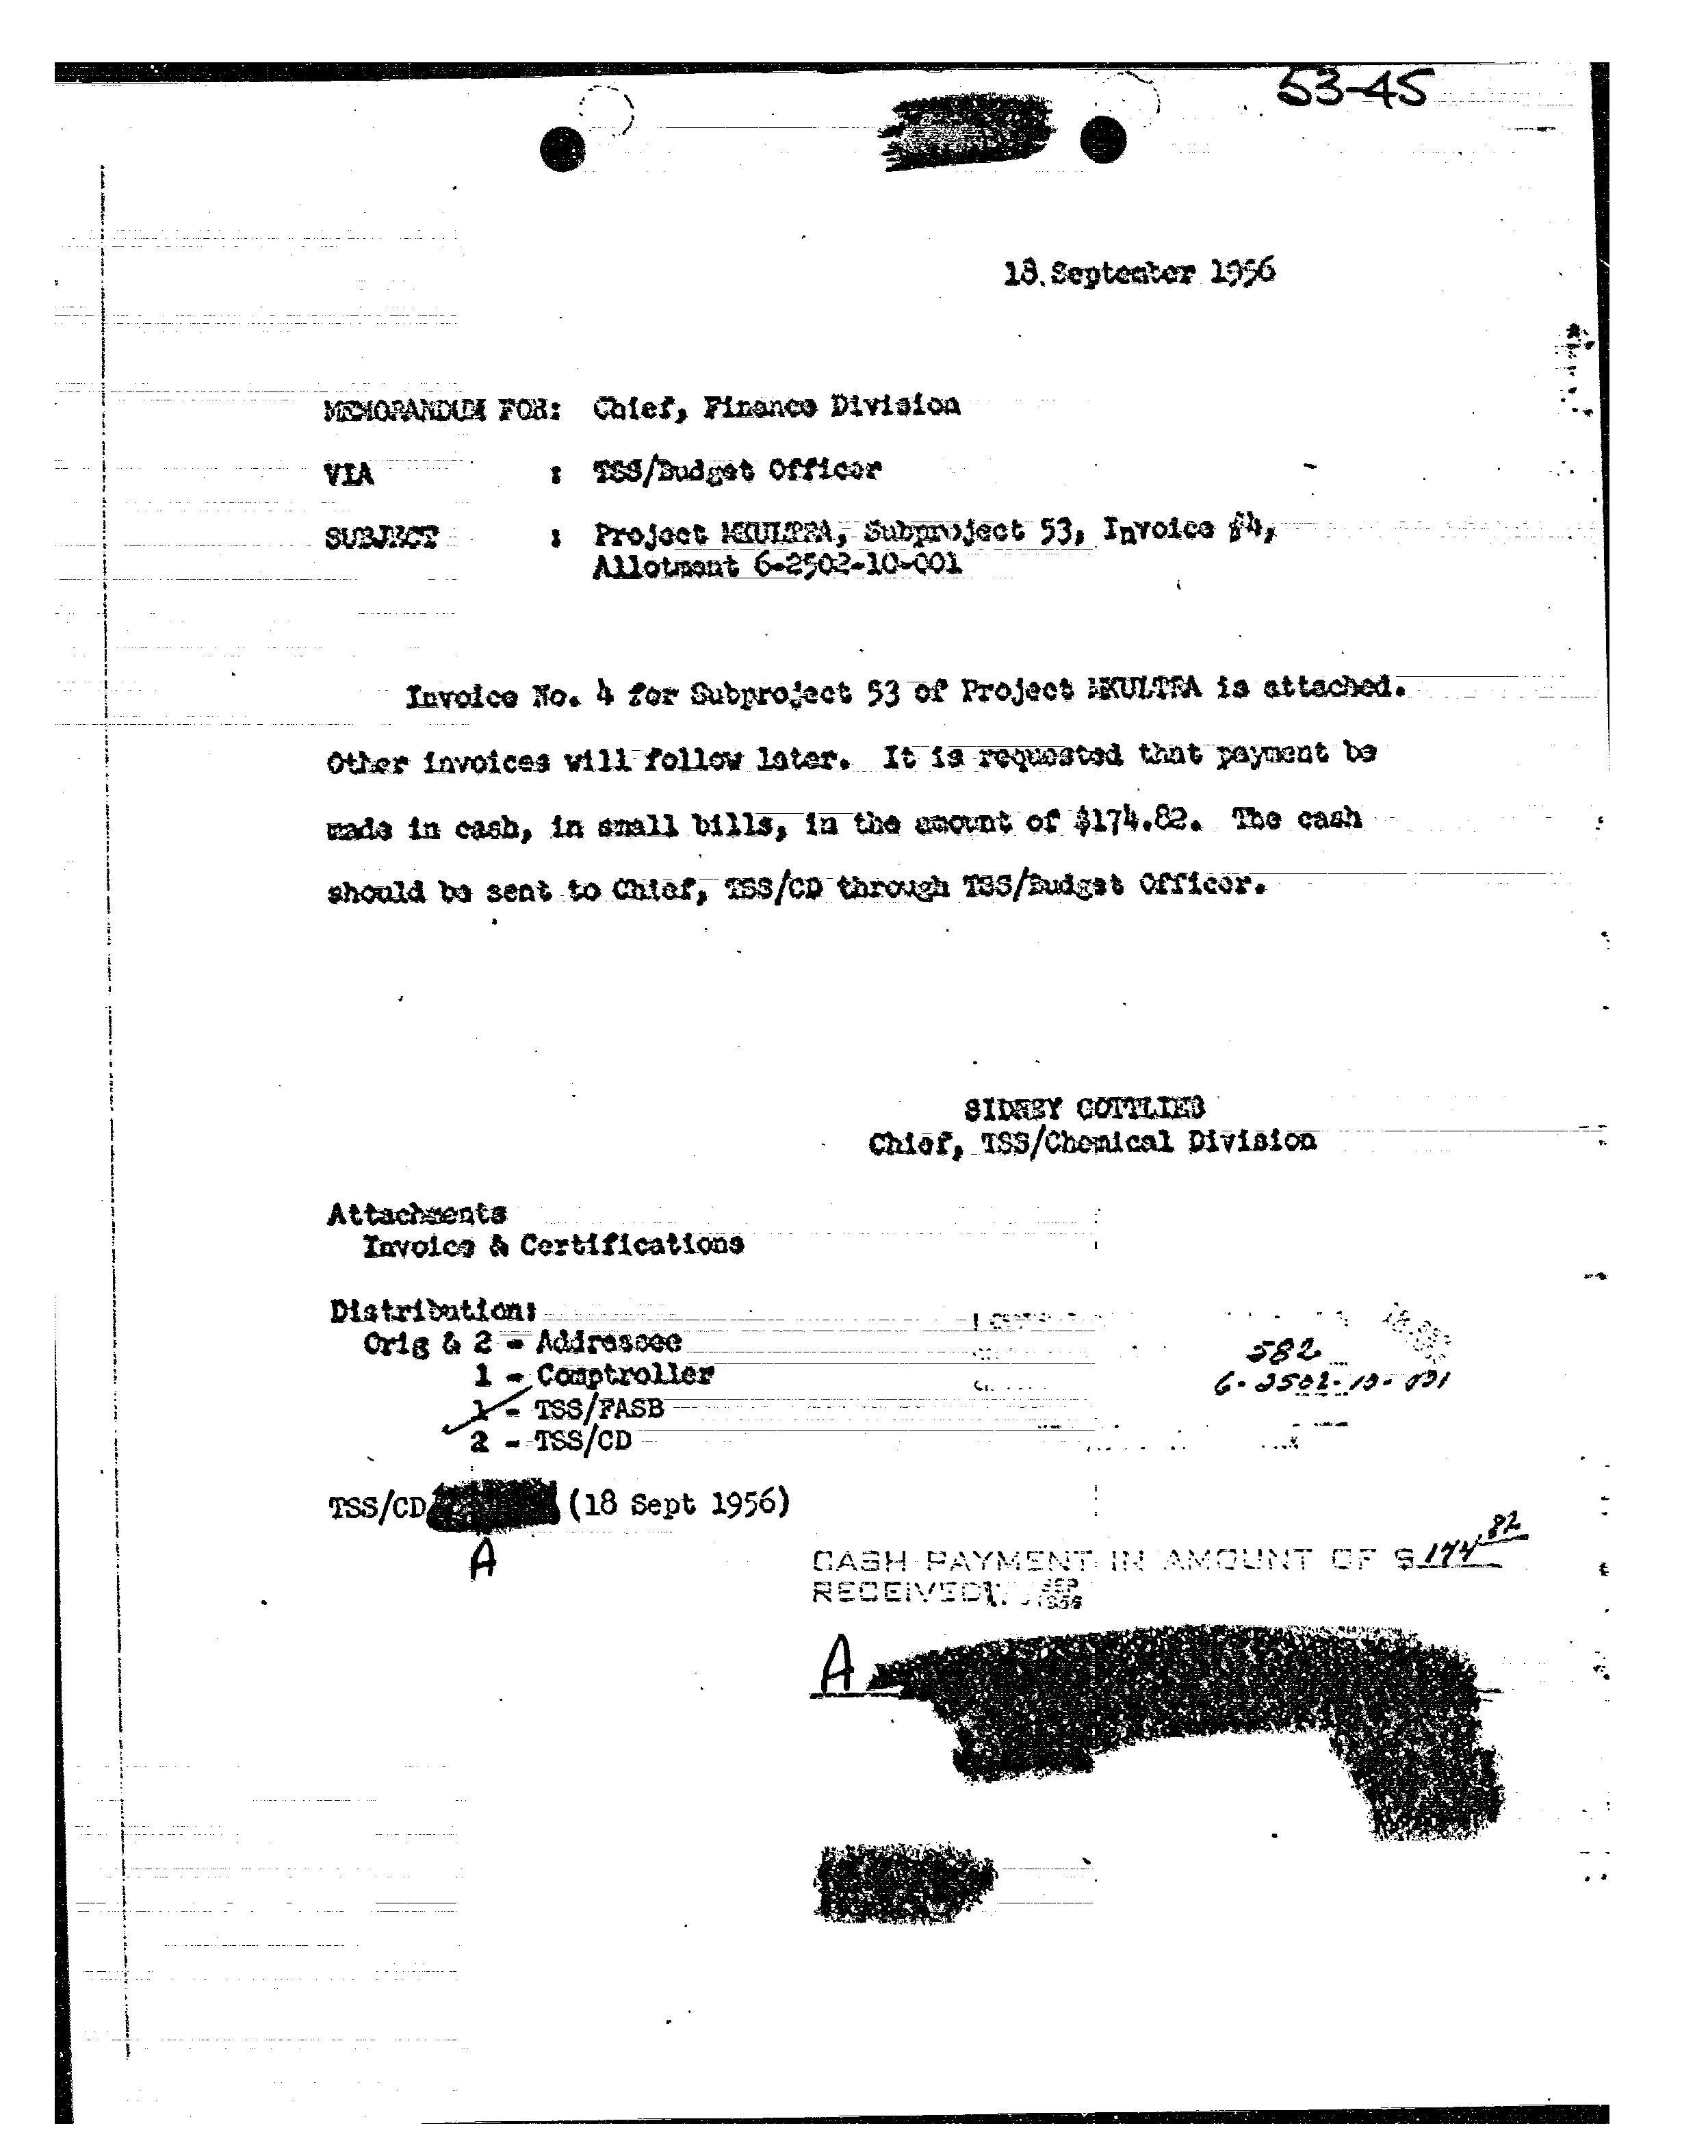 53-45
18 September 1956
MEMORANDUM FOR: Chief, Finance Division
VIA : TSS/Budget Officer
SUBJECT : Project MKULTRA, Subproject 53, Invoice #4,
Allotment 6-2502-10-001
Invoice No. 4 for Subproject 53 of Project MKULTRA is attached.
Other invoices will follow later. It is requested that payment be
made in cash, in small bills, in the amount of $174.82. The cash
should be sent to Chief, TSS/CD through TSS/Budget Officer.
SIDNEY GOTTLIEB
Chief, TSS/Chemical Division
Attachments
Invoice & Certifications
Distribution:
Orig & 2 - Addressee
1 - Comptroller
1 - TSS/FASB
2 - TSS/CD
582
6-2502-10-001
TSS/CD (18 Sept 1956)
A
CASH PAYMENT IN AMOUNT OF $ 174.82
RECEIVED SEP 1956
A